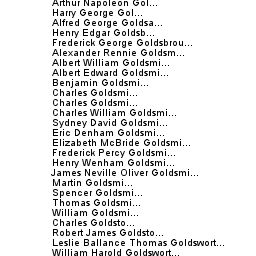 Arthur Napoleon Gol...
Harry George Gol...
Alfred George Goldsa...
Henry Edgar Goldsb...
Frederick George Goldsbrou...
Alexander Rennie Goldsm...
Albert William Goldsmi...
Albert Edward Goldsmi...
Benjamin Goldsmi...
Charles Goldsmi...
Charles Goldsmi...
Charles William Goldsmi...
Sydney David Goldsmi...
Eric Denham Goldsmi...
Elizabeth McBride Goldsmi...
Frederick Percy Goldsmi...
Henry Wenham Goldsmi...
James Neville Oliver Goldsmi...
Martin Goldsmi...
Spencer Goldsmi...
Thomas Goldsmi...
William Goldsmi...
Charles Goldsto...
Robert James Goldsto...
Leslie Ballance Thomas Goldswort...
William Harold Goldswort...